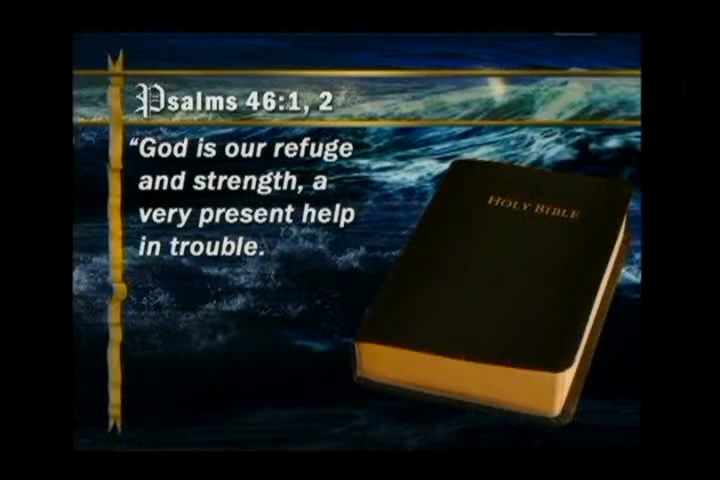 Psalms 46:1, 2
“God is our refuge
and strength, a
very present help
in trouble.
HOLY BIBLE